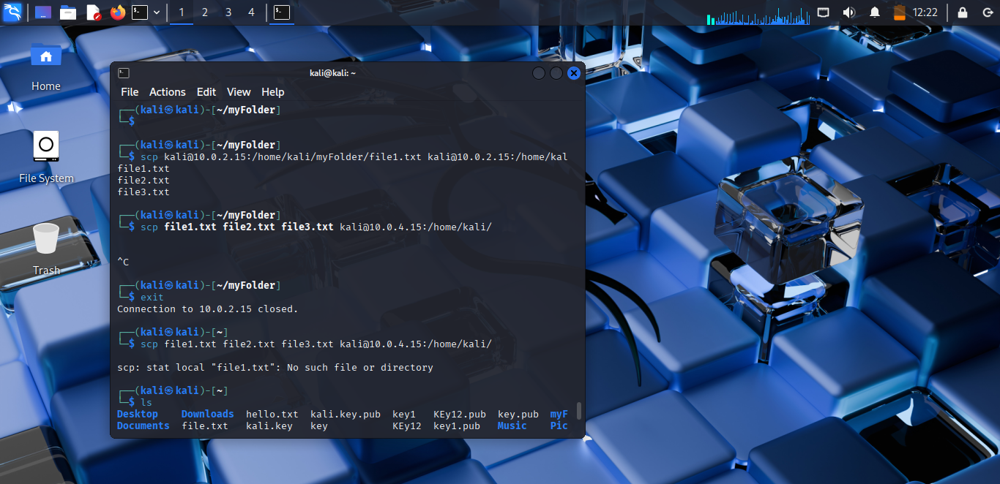 1 2 3 4
12:22
Home
File System
Trash
kali@kali: ~
File Actions Edit View Help
┌──(kali㉿kali)-[~/myFolder]
└─$
┌──(kali㉿kali)-[~/myFolder]
└─$ scp kali@10.0.2.15:/home/kali/myFolder/file1.txt kali@10.0.2.15:/home/kal
file1.txt
file2.txt
file3.txt
┌──(kali㉿kali)-[~/myFolder]
└─$ scp file1.txt file2.txt file3.txt kali@10.0.4.15:/home/kali/
^C
┌──(kali㉿kali)-[~/myFolder]
└─$ exit
Connection to 10.0.2.15 closed.
┌──(kali㉿kali)-[~]
└─$ scp file1.txt file2.txt file3.txt kali@10.0.4.15:/home/kali/
scp: stat local "file1.txt": No such file or directory
┌──(kali㉿kali)-[~]
└─$ ls
Desktop Downloads hello.txt kali.key.pub key1 KEy12.pub key.pub myF
Documents file.txt kali.key key KEy12 key1.pub Music Pic